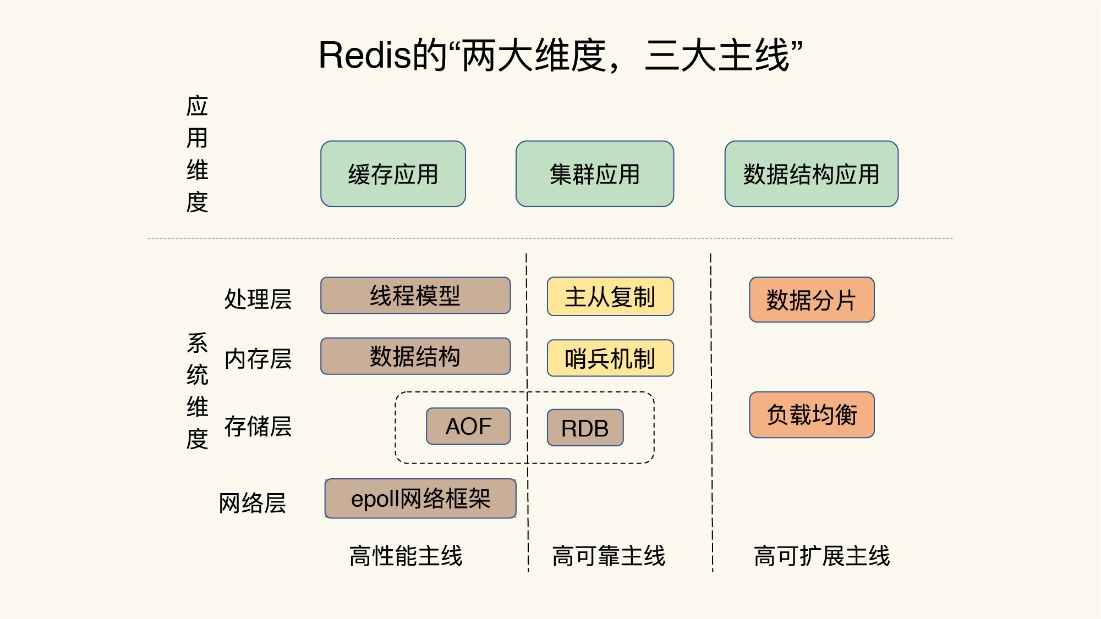 Redis的“两大维度，三大主线”
应用维度
缓存应用
集群应用
数据结构应用
系统维度
处理层
线程模型
主从复制
数据分片
内存层
数据结构
哨兵机制
存储层
AOF
RDB
负载均衡
网络层
epoll网络框架
高性能主线
高可靠主线
高可扩展主线